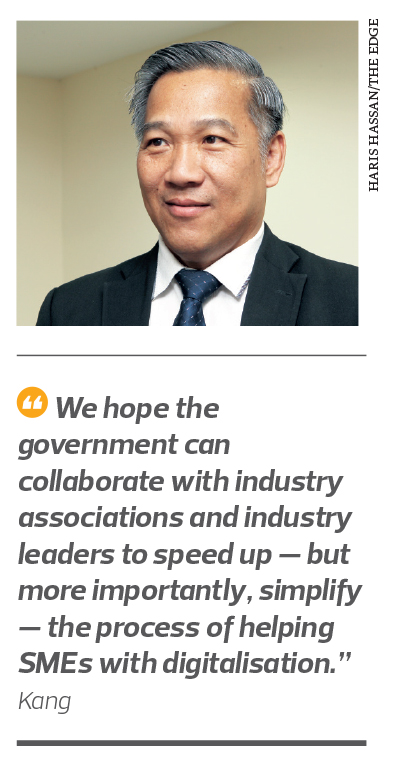 HARIS HASSAN/THE EDGE
“ We hope the
government can
collaborate with industry
associations and industry
leaders to speed up — but
more importantly, simplify
— the process of helping
SMEs with digitalisation.”
Kang